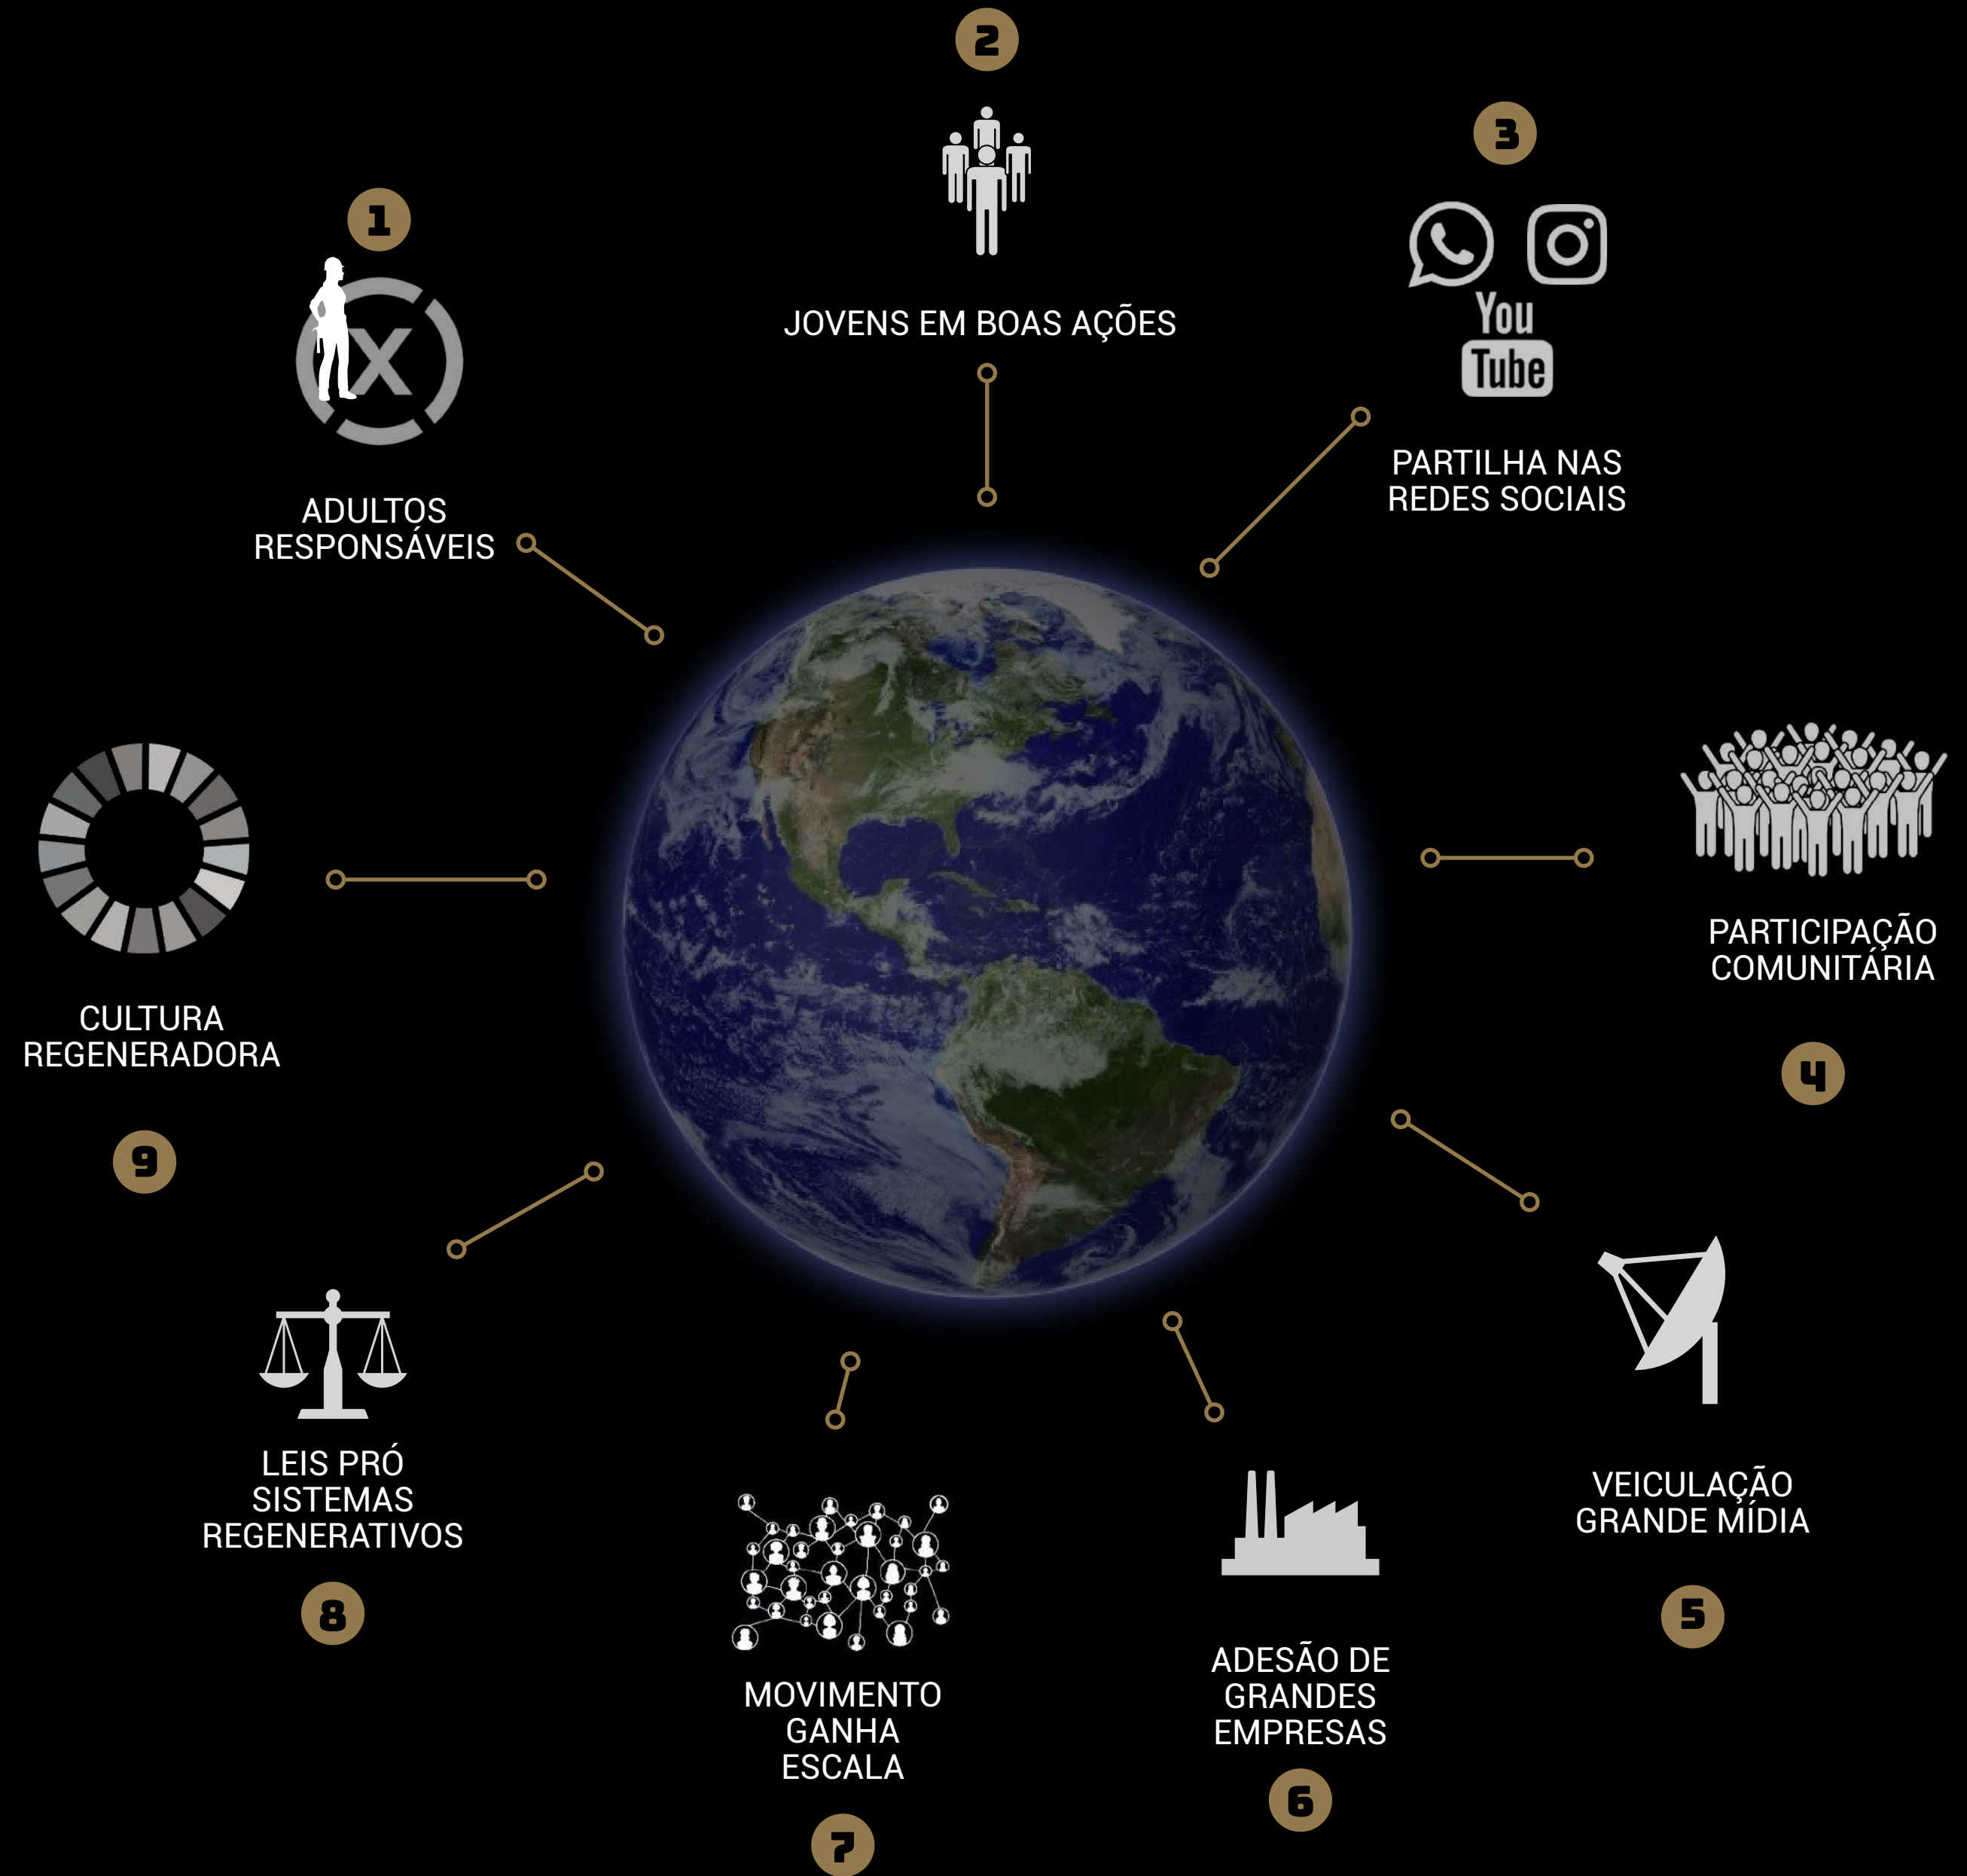 1
X
ADULTOS
RESPONSÁVEIS
2
JOVENS EM BOAS AÇÕES
3
You
Tube
PARTILHA NAS
REDES SOCIAIS
PARTICIPAÇÃO
COMUNITÁRIA
4
VEICULAÇÃO
GRANDE MÍDIA
5
ADESÃO DE
GRANDES
EMPRESAS
6
MOVIMENTO
GANHA
ESCALA
7
LEIS PRÓ
SISTEMAS
REGENERATIVOS
8
CULTURA
REGENERADORA
9